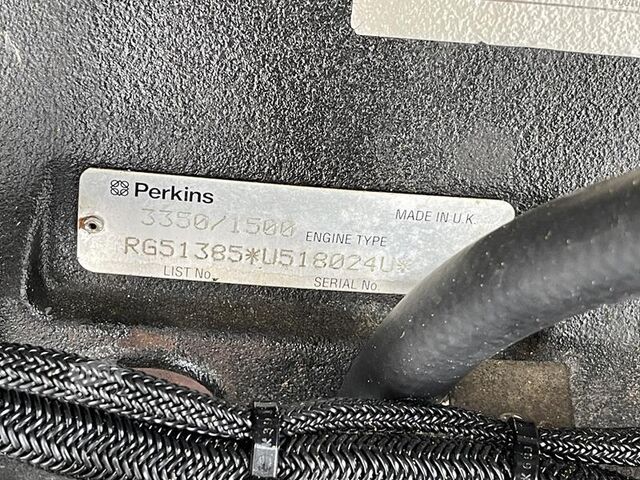 Perkins
MADE IN U.K.
3350/1500 ENGINE TYPE
RG51385*U518024U*
LIST No. SERIAL No.